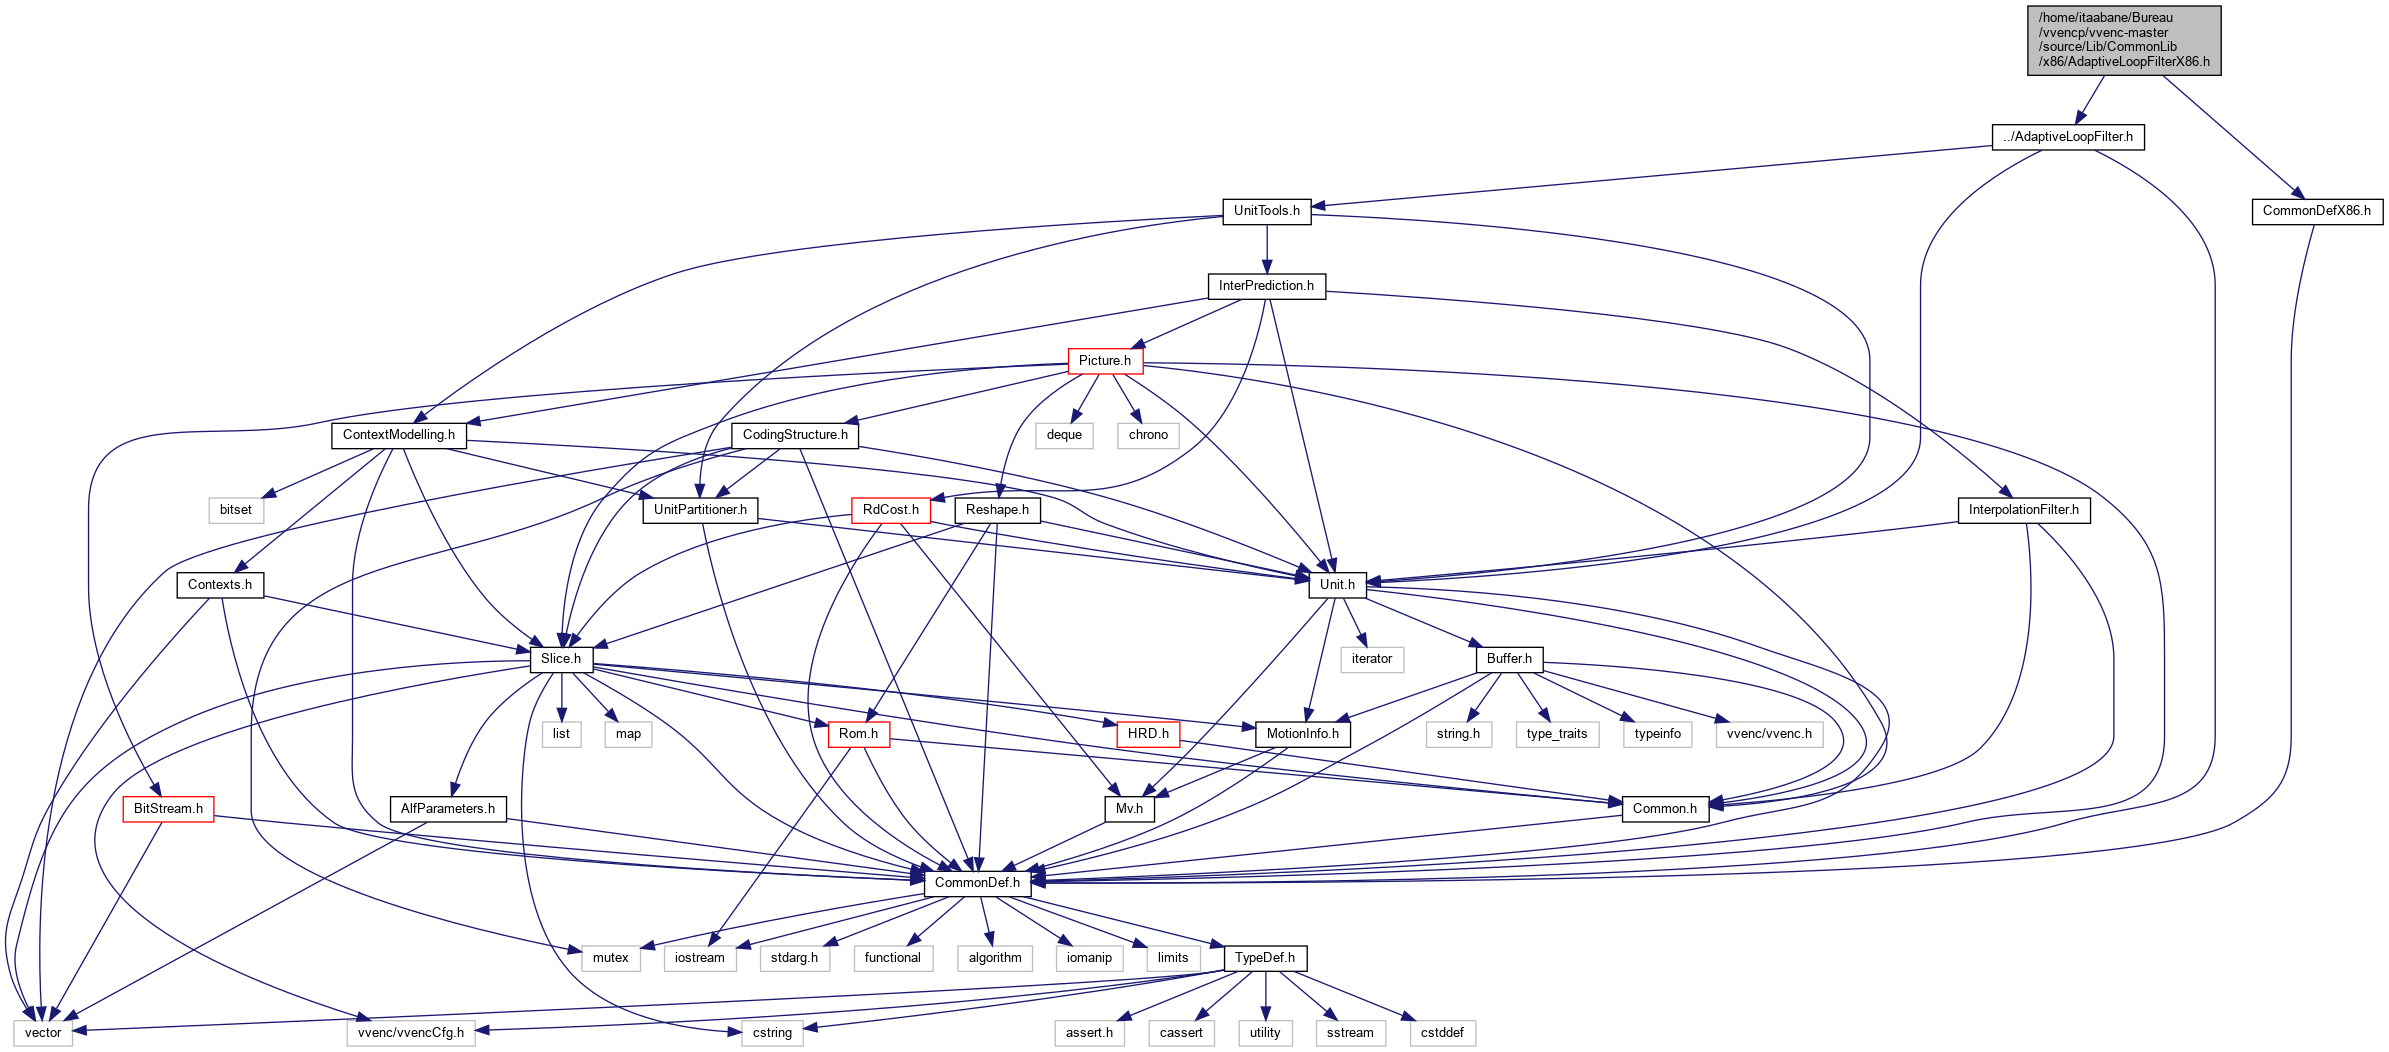 /home/itaabane/Bureau
/vvencp/vvenc-master
/source/Lib/CommonLib
/x86/AdaptiveLoopFilterX86.h
../AdaptiveLoopFilter.h
UnitTools.h
CommonDefX86.h
InterPrediction.h
Picture.h
ContextModelling.h
CodingStructure.h
deque
chrono
bitset
UnitPartitioner.h
RdCost.h
Reshape.h
InterpolationFilter.h
Contexts.h
Unit.h
Slice.h
iterator
Buffer.h
list
map
Rom.h
HRD.h
MotionInfo.h
string.h
type_traits
typeinfo
vvenc/vvenc.h
BitStream.h
AlfParameters.h
Mv.h
Common.h
CommonDef.h
mutex
iostream
stdarg.h
functional
algorithm
iomanip
limits
TypeDef.h
vector
vvenc/vvencCfg.h
cstring
assert.h
cassert
utility
sstream
cstddef